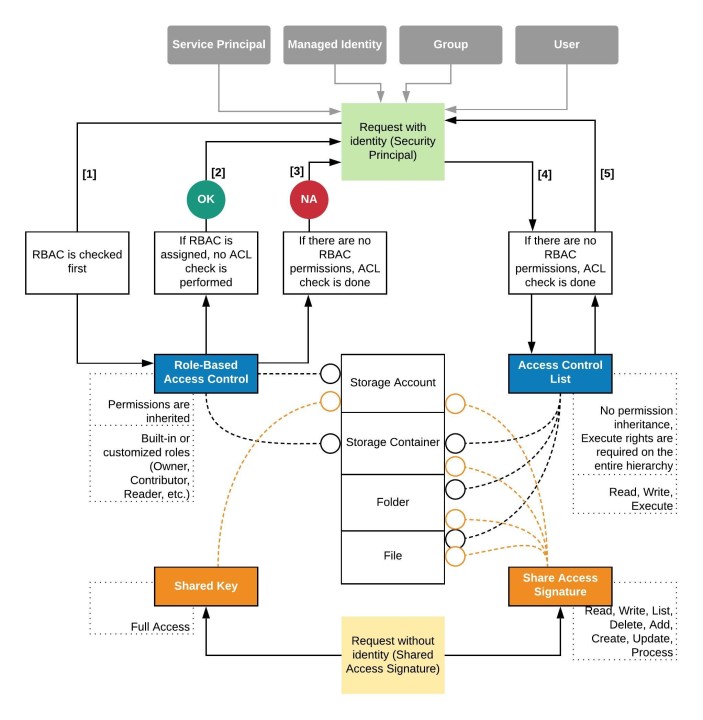 Service Principal
Managed Identity
Group
User
Request with
identity (Security
Principal)
[1]
[2]
[3]
[4]
[5]
OK
NA
RBAC is checked
first
If RBAC is
assigned, no ACL
check is
performed
If there are no
RBAC
permissions, ACL
check is done
If there are no
RBAC
permissions, ACL
check is done
Role-Based
Access Control
Permissions are
inherited
Built-in or
customized roles
(Owner,
Contributor,
Reader, etc.)
Storage Account
Storage Container
Folder
File
Access Control
List
No permission
inheritance,
Execute rights are
required on the
entire hierarchy
Read, Write,
Execute
Shared Key
Full Access
Share Access
Signature
Read, Write, List,
Delete, Add,
Create, Update,
Process
Request without
identity (Shared
Access Signature)